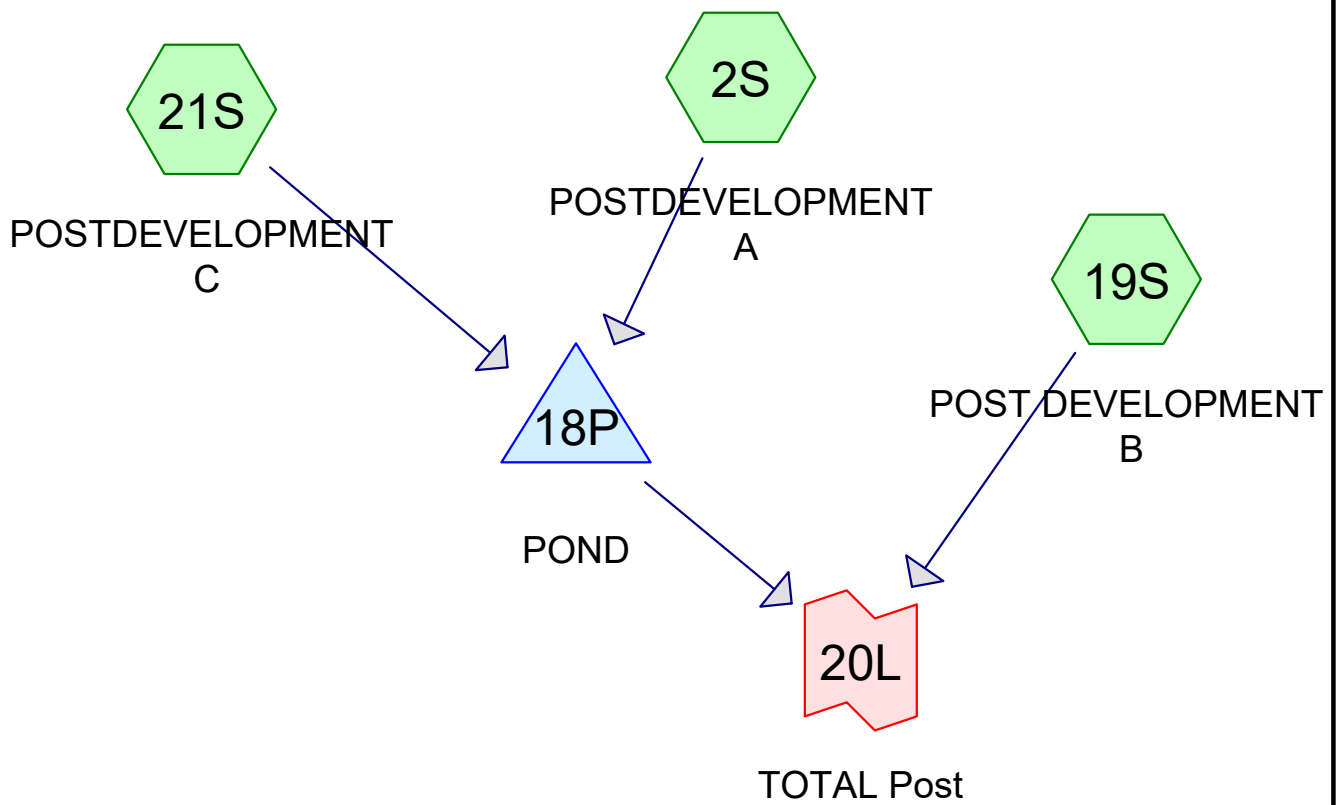 2S
21S
POSTDEVELOPMENT
A
POSTDEVELOPMENT
C
19S
POST DEVELOPMENT
B
18P
POND
20L
TOTAL Post